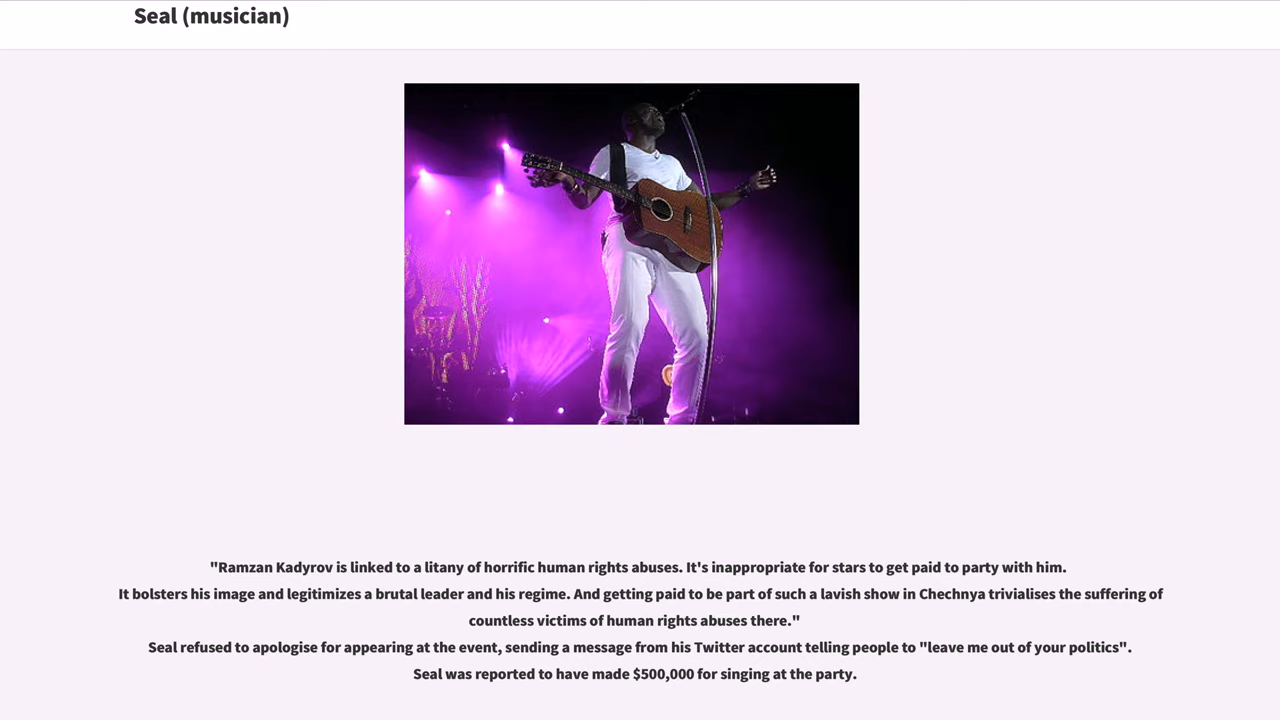 Seal (musician)
"Ramzan Kadyrov is linked to a litany of horrific human rights abuses. It's inappropriate for stars to get paid to party with him.
It bolsters his image and legitimizes a brutal leader and his regime. And getting paid to be part of such a lavish show in Chechnya trivialises the suffering of
countless victims of human rights abuses there."
Seal refused to apologise for appearing at the event, sending a message from his Twitter account telling people to "leave me out of your politics".
Seal was reported to have made $500,000 for singing at the party.